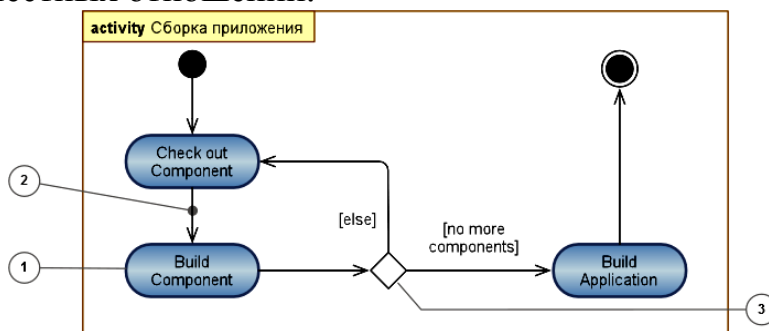 activity Сборка приложения
Check out
Component
2
[else]
[no more
components]
1
Build
Component
Build
Application
3